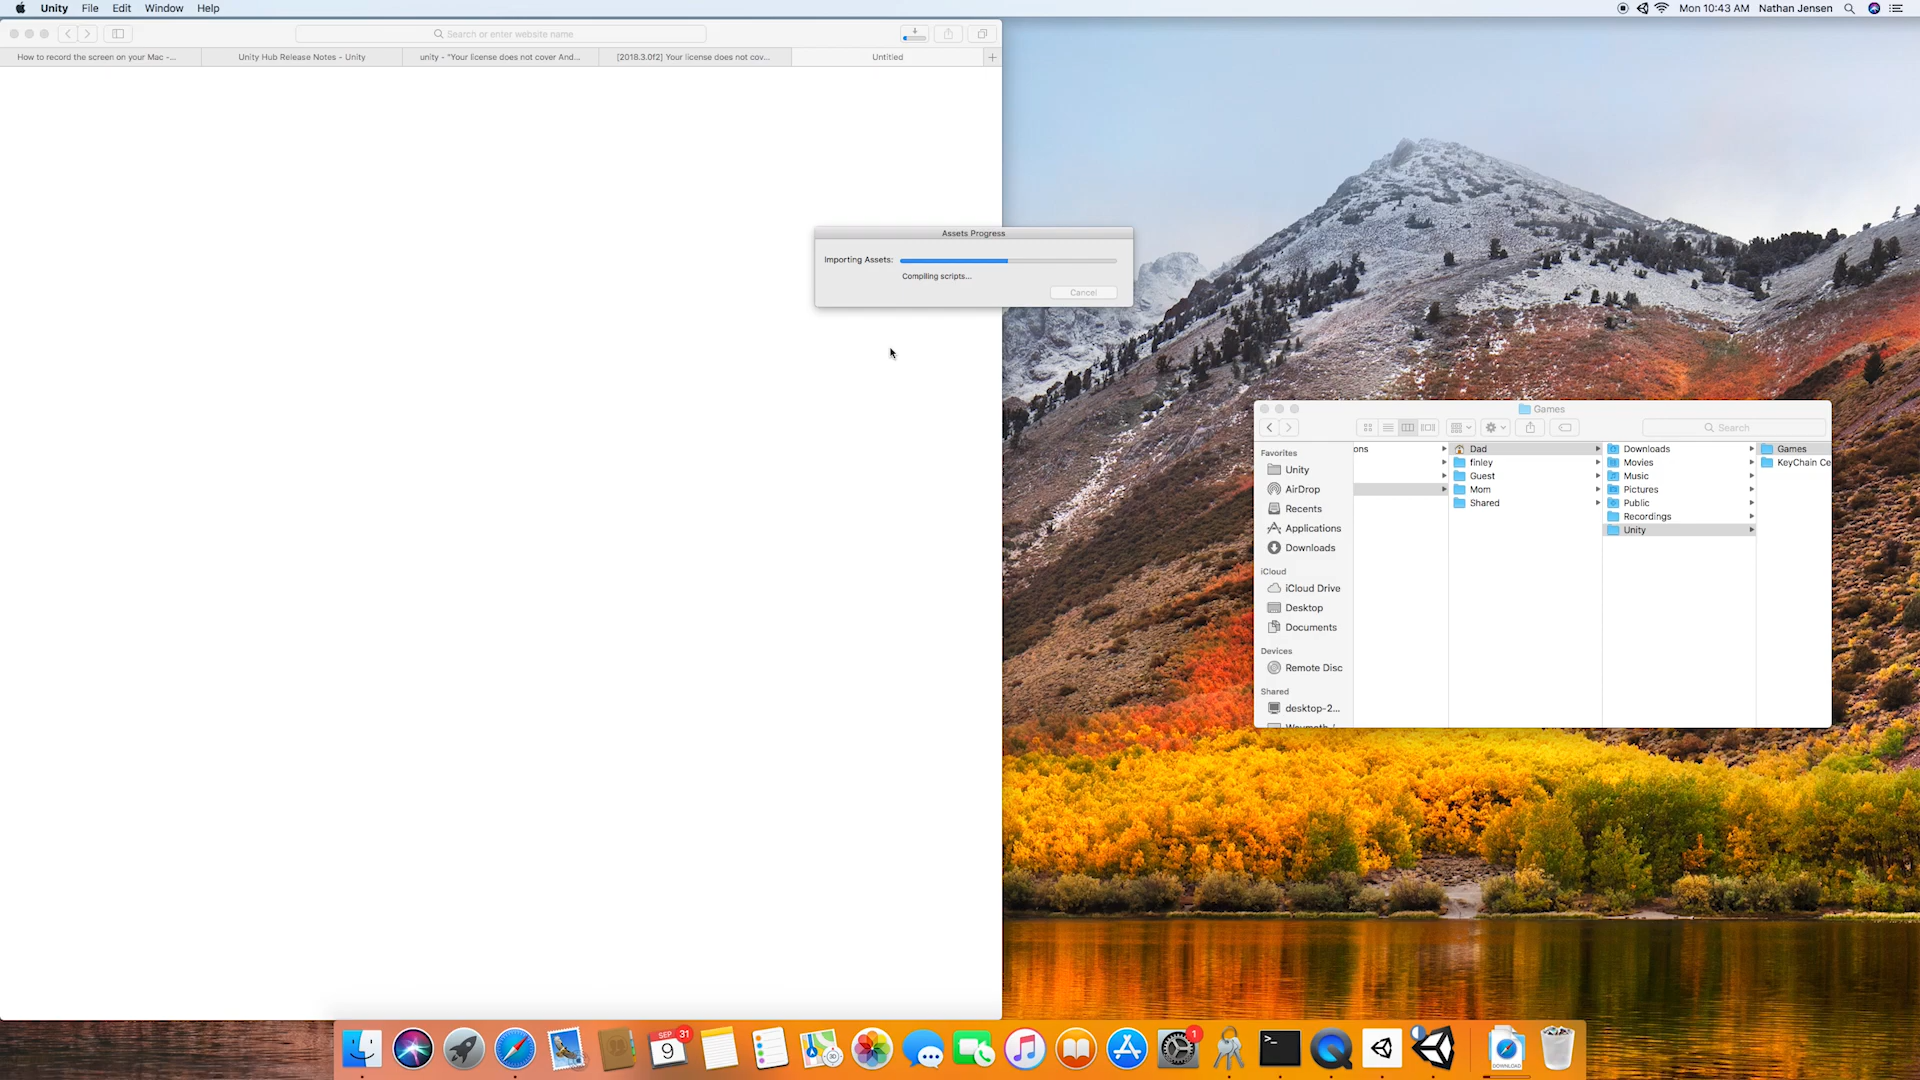 Unity File Edit Window Help
Mon 10:43 AM Nathan Jensen
Search or enter website name
How to record the screen on your Mac -...
Unity Hub Release Notes - Unity
unity - "Your license does not cover And...
[2018.3.0f2] Your license does not cov...
Untitled
Assets Progress
Importing Assets:
Compiling scripts...
Cancel
Games
Search
Favorites
Unity
AirDrop
Recents
Applications
Downloads
iCloud
iCloud Drive
Desktop
Documents
Devices
Remote Disc
Shared
desktop-2...
ons
Dad
finley
Guest
Mom
Shared
Downloads
Movies
Music
Pictures
Public
Recordings
Unity
Games
KeyChain Ce
SEP
9
31
3D
1
>_
DOWNLOAD